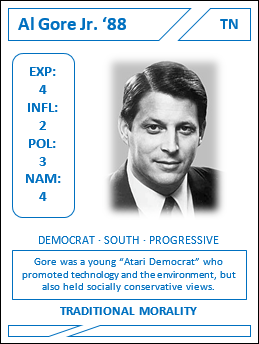 Al Gore Jr. ‘88
TN
EXP:
4
INFL:
2
POL:
3
NAM:
4
DEMOCRAT · SOUTH · PROGRESSIVE
Gore was a young “Atari Democrat” who
promoted technology and the environment, but
also held socially conservative views.
TRADITIONAL MORALITY